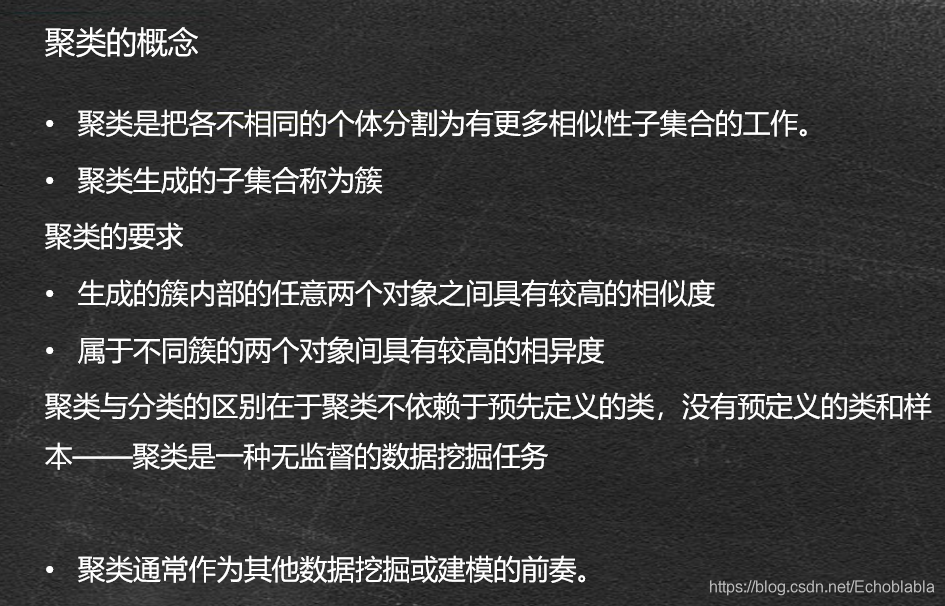 聚类的概念
• 聚类是把各不相同的个体分割为有更多相似性子集合的工作。
• 聚类生成的子集合称为簇
聚类的要求
• 生成的簇内部的任意两个对象之间具有较高的相似度
• 属于不同簇的两个对象间具有较高的相异度
聚类与分类的区别在于聚类不依赖于预先定义的类，没有预定义的类和样
本——聚类是一种无监督的数据挖掘任务
• 聚类通常作为其他数据挖掘或建模的前奏。
https://blog.csdn.net/Echoblabla